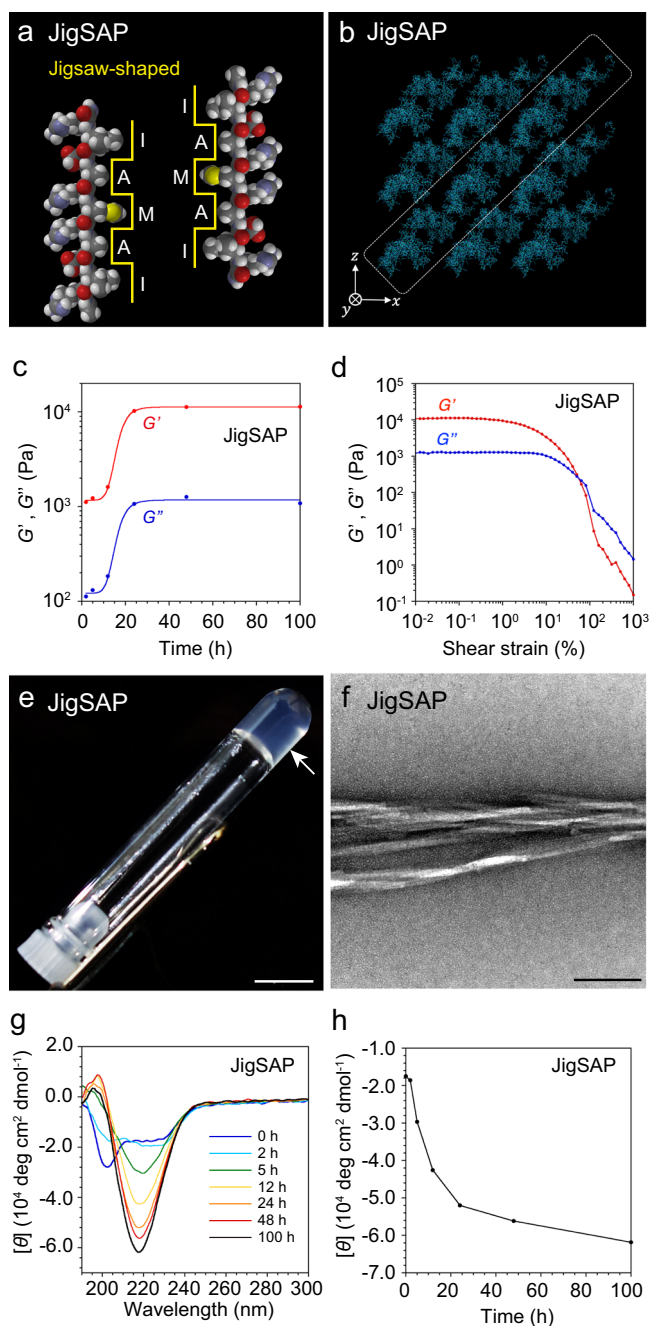 a JigSAP
Jigsaw-shaped
I
A
M
A
I
I
A
M
A
I
b JigSAP
z
y
x
c
10⁴
10³
10²
G', G'' (Pa)
G'
G''
JigSAP
0 20 40 60 80 100
Time (h)
d
10⁵
10⁴
10³
10²
10¹
10⁰
10⁻¹
G', G'' (Pa)
JigSAP
G'
G''
10⁻² 10⁻¹ 10⁰ 10¹ 10² 10³
Shear strain (%)
e JigSAP
f JigSAP
g
2.0
0.0
-2.0
-4.0
-6.0
[θ] (10⁴ deg cm² dmol⁻¹)
JigSAP
0 h
2 h
5 h
12 h
24 h
48 h
100 h
200 220 240 260 280 300
Wavelength (nm)
h
-1.0
-2.0
-3.0
-4.0
-5.0
-6.0
-7.0
[θ] (10⁴ deg cm² dmol⁻¹)
JigSAP
0 20 40 60 80 100
Time (h)